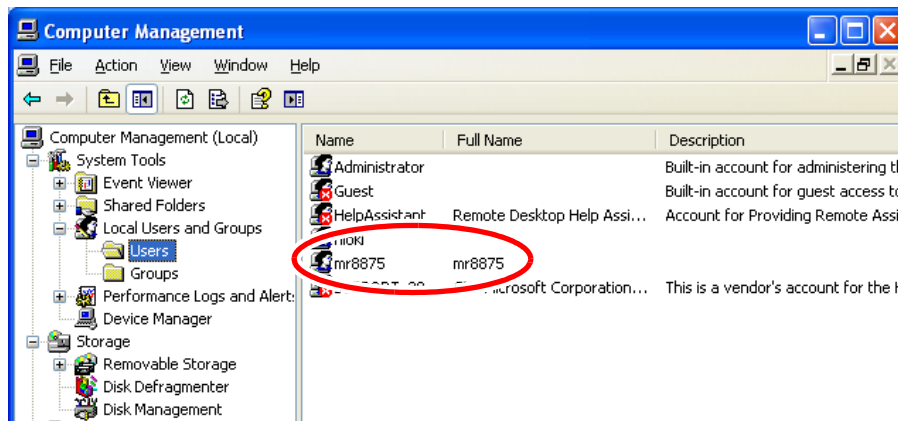 Computer Management
File Action View Window Help
Computer Management (Local)
System Tools
Event Viewer
Shared Folders
Local Users and Groups
Users
Groups
Performance Logs and Alert
Device Manager
Storage
Removable Storage
Disk Defragmenter
Disk Management
Name Full Name Description
Administrator Built-in account for administering t
Guest Built-in account for guest access to
HelpAssistant Remote Desktop Help Assi... Account for Providing Remote Assi
mr8875 mr8875
Corporation... This is a vendor's account for the